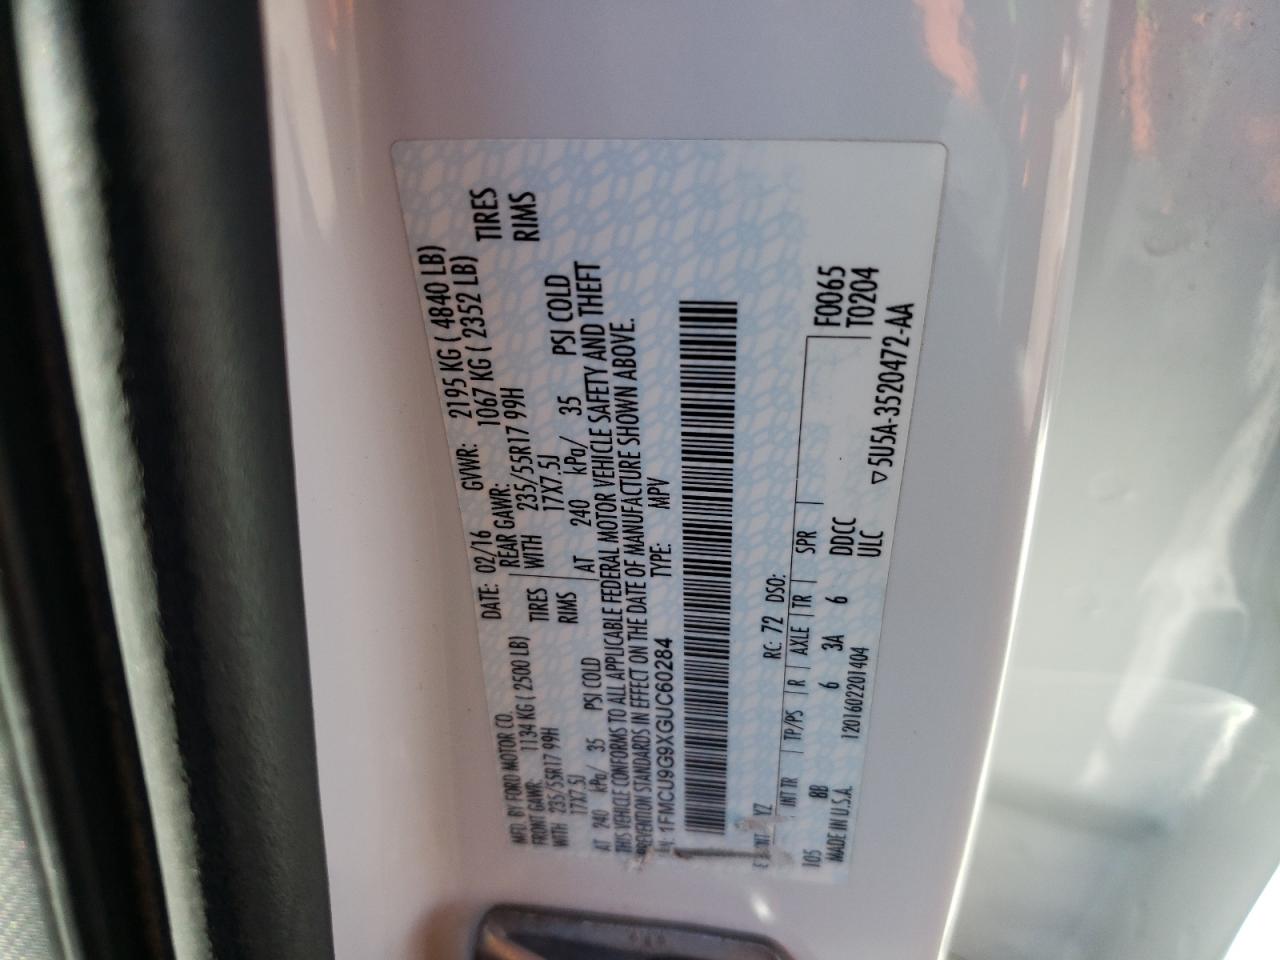 MFD. BY FORD MOTOR CO.
DATE: 02/16 GVWR: 2195 KG ( 4840 LB)
FRONT GAWR: 1134 KG ( 2500 LB) REAR GAWR: 1067 KG ( 2352 LB)
WITH 235/55R17 99H TIRES WITH 235/55R17 99H TIRES
17X7.5J RIMS 17X7.5J RIMS
AT 240 kPa/ 35 PSI COLD AT 240 kPa/ 35 PSI COLD
THIS VEHICLE CONFORMS TO ALL APPLICABLE FEDERAL MOTOR VEHICLE SAFETY AND THEFT
PREVENTION STANDARDS IN EFFECT ON THE DATE OF MANUFACTURE SHOWN ABOVE.
1FMCU9G9XGUC60284 TYPE: MPV
YZ RC: 72 DSO:
INT TR TP/PS R AXLE TR SPR F0065
105 8B 6 3A 6 DDCC T0204
MADE IN U.S.A. 1201602201404 ULC
5U5A-3520472-AA